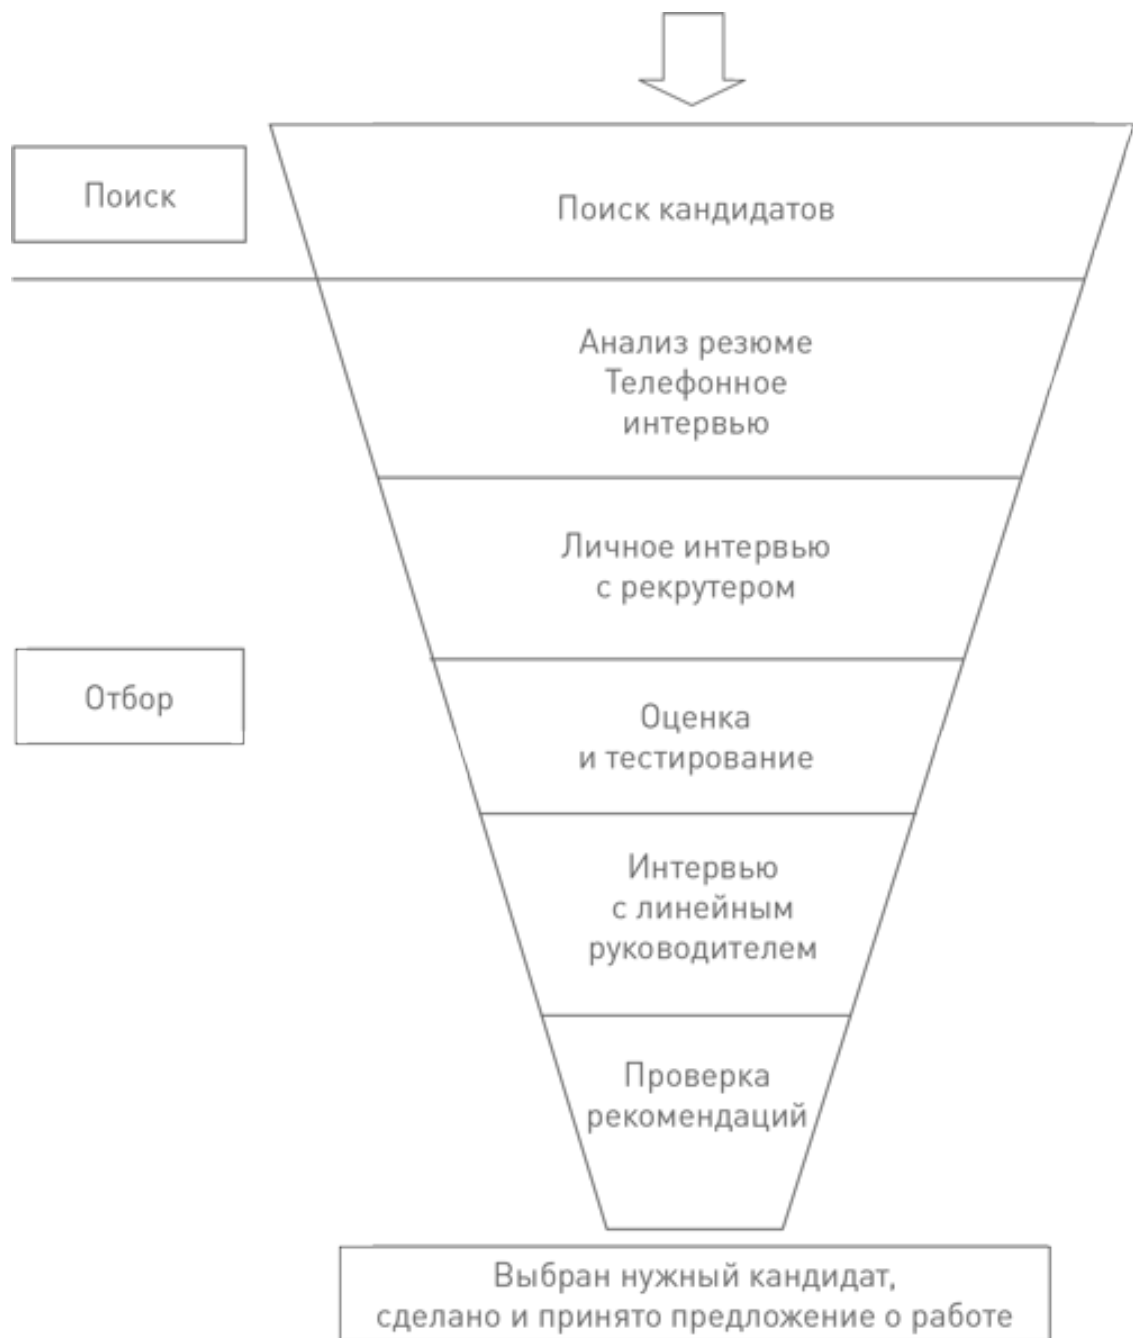 Поиск
Поиск кандидатов
Анализ резюме
Телефонное
интервью
Личное интервью
с рекрутером
Отбор
Оценка
и тестирование
Интервью
с линейным
руководителем
Проверка
рекомендаций
Выбран нужный кандидат,
сделано и принято предложение о работе